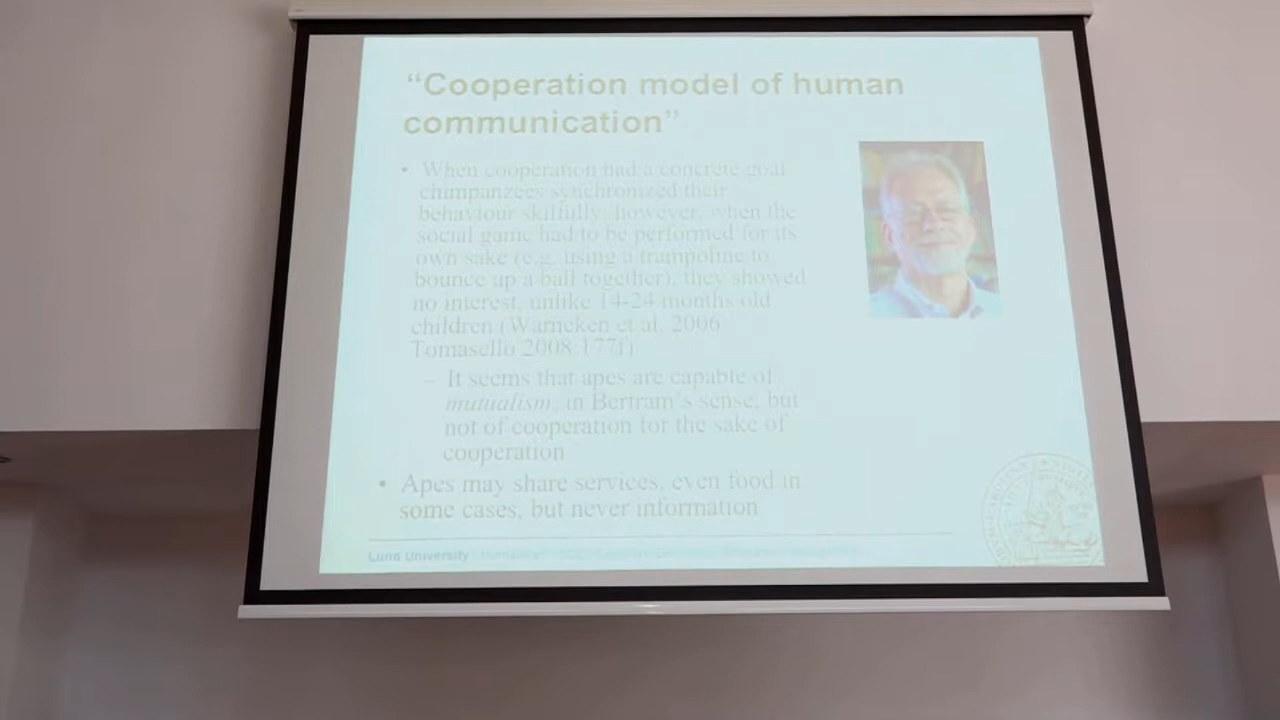 “Cooperation model of human
communication”
• When cooperation had a concrete goal
chimpanzees synchronized their
behaviour skilfully; however, when the
social game had to be performed for its
own sake (e.g. using a trampoline to
bounce up a ball together), they showed
no interest, unlike 14-24 months old
children (Warneken et al. 2006
Tomasello 2008:177f)
– It seems that apes are capable of
mutualism, in Bertram’s sense, but
not of cooperation for the sake of
cooperation
• Apes may share services, even food in
some cases, but never information
Lund University